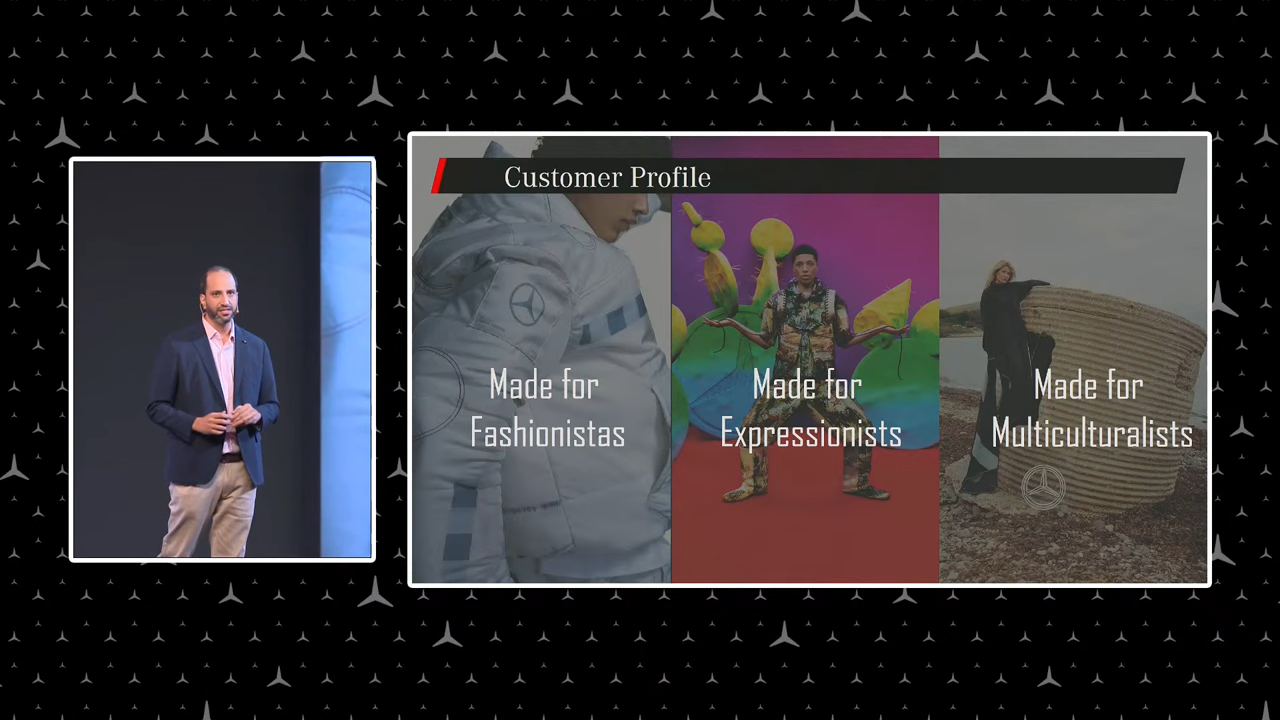 Customer Profile
Made for
Fashionistas
Made for
Expressionists
Made for
Multiculturalists